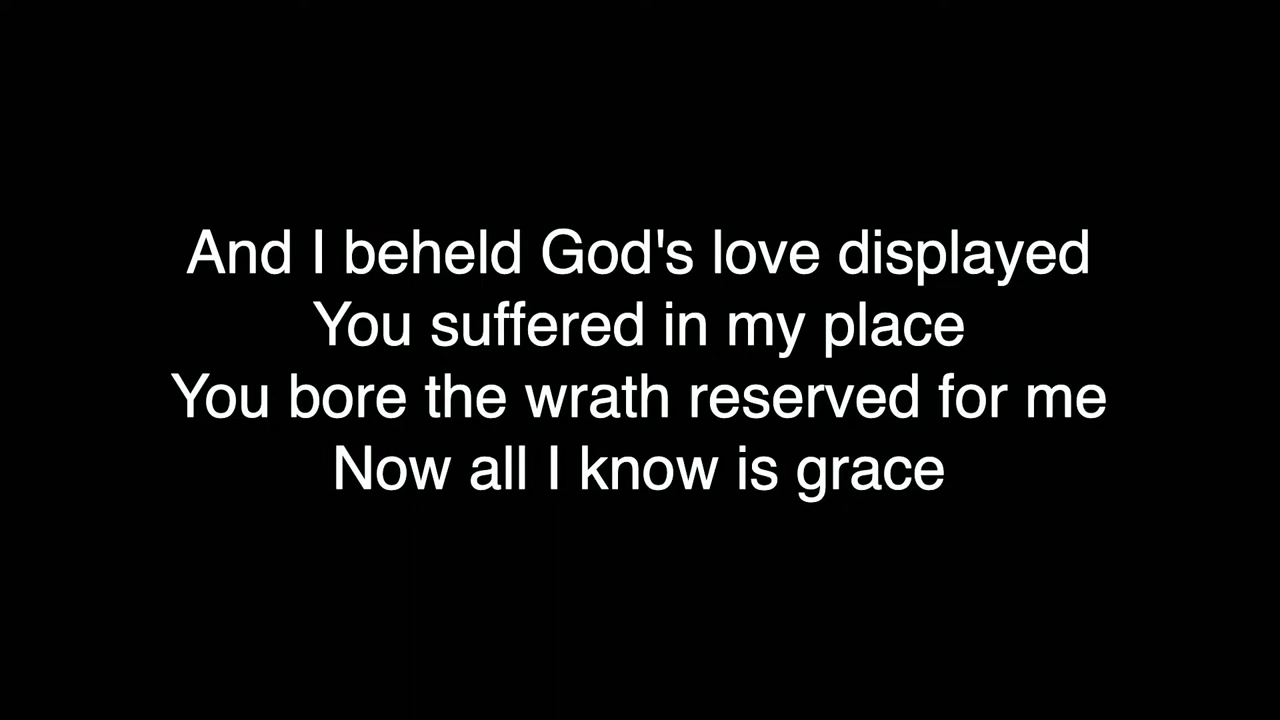 And I beheld God's love displayed
You suffered in my place
You bore the wrath reserved for me
Now all I know is grace